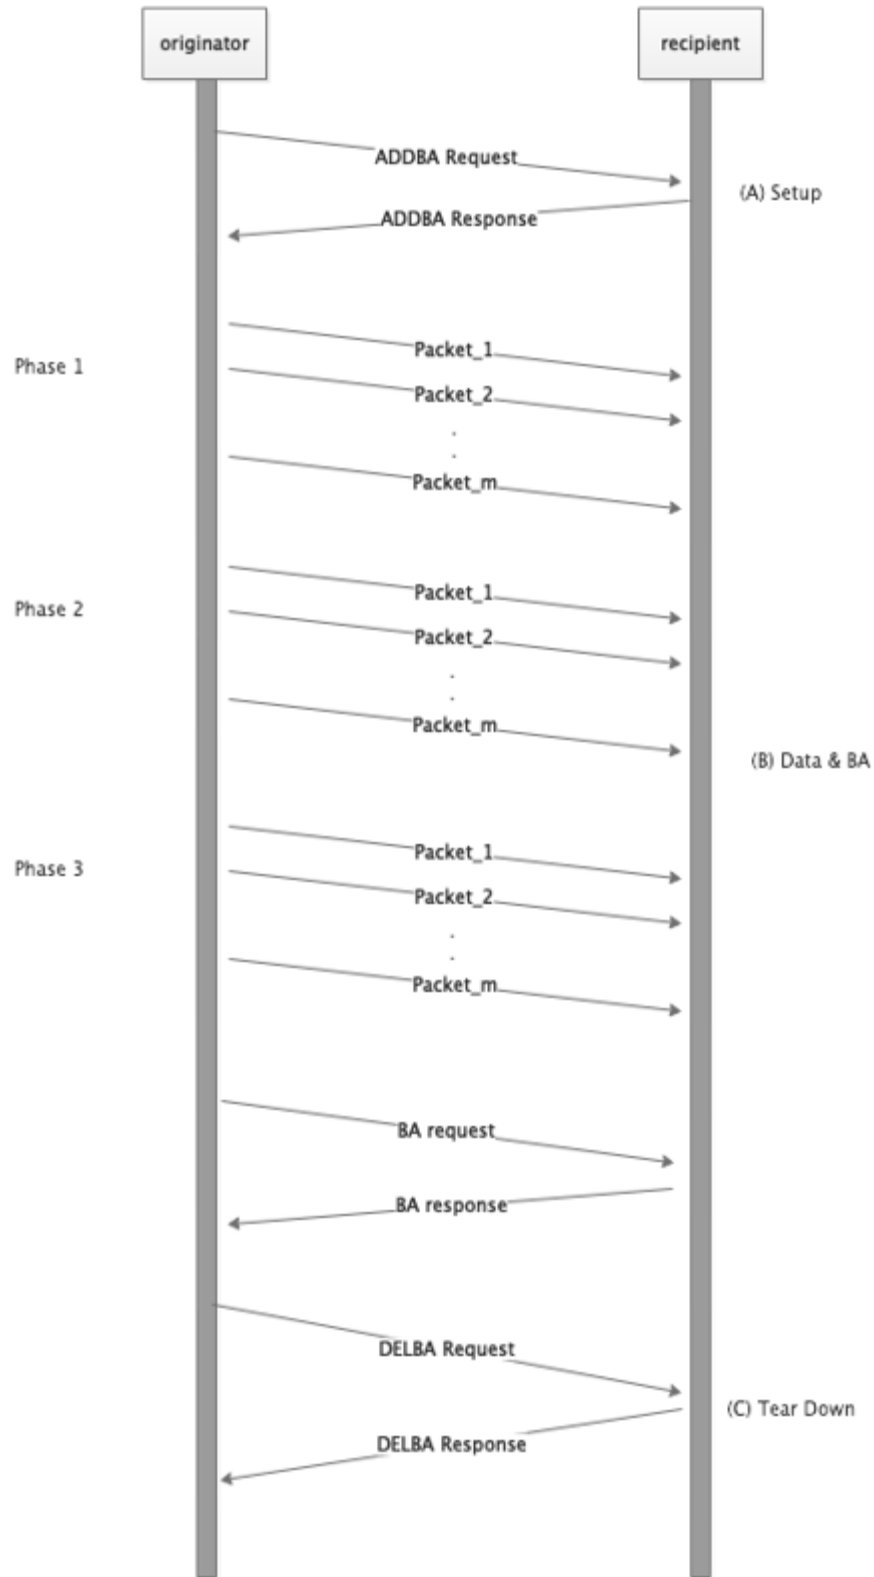 originator
recipient
ADDBA Request
(A) Setup
ADDBA Response
Packet_1
Phase 1
Packet_2
.
.
Packet_m
Packet_1
Phase 2
Packet_2
.
.
Packet_m
(B) Data & BA
Packet_1
Phase 3
Packet_2
.
.
Packet_m
BA request
BA response
DELBA Request
(C) Tear Down
DELBA Response